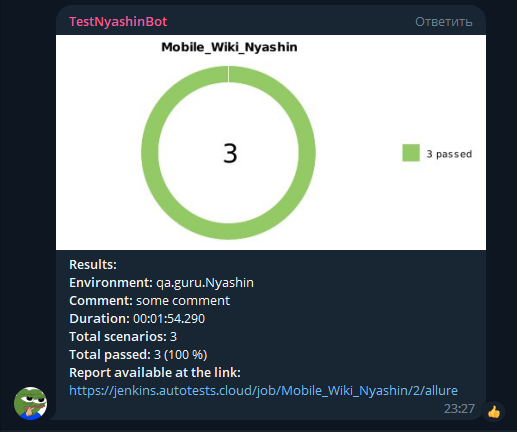 TestNyashinBot Ответить
Mobile_Wiki_Nyashin
3
3 passed
Results:
Environment: qa.guru.Nyashin
Comment: some comment
Duration: 00:01:54.290
Total scenarios: 3
Total passed: 3 (100 %)
Report available at the link:
https://jenkins.autotests.cloud/job/Mobile_Wiki_Nyashin/2/allure
23:27